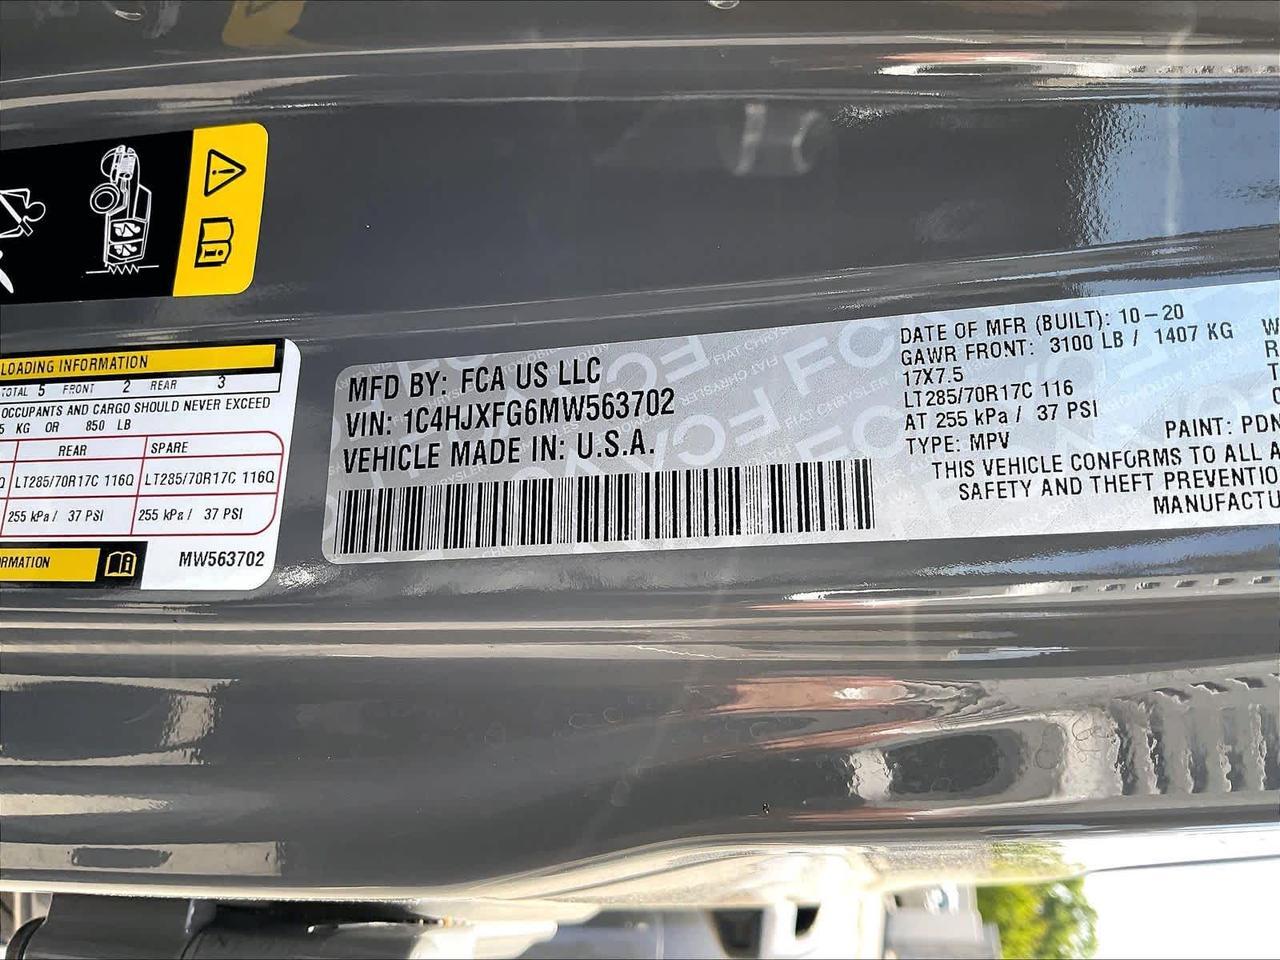 LOADING INFORMATION
TOTAL 5 FRONT 2 REAR 3
OCCUPANTS AND CARGO SHOULD NEVER EXCEED
5 KG OR 850 LB
REAR SPARE
LT285/70R17C 116Q LT285/70R17C 116Q
255 kPa / 37 PSI 255 kPa / 37 PSI
MW563702
MFD BY: FCA US LLC
VIN: 1C4HJXFG6MW563702
VEHICLE MADE IN: U.S.A.
DATE OF MFR (BUILT): 10-20
GAWR FRONT: 3100 LB / 1407 KG
17X7.5
LT285/70R17C 116
AT 255 kPa / 37 PSI
TYPE: MPV
PAINT: PDN
THIS VEHICLE CONFORMS TO ALL A
SAFETY AND THEFT PREVENTIO
MANUFACTU